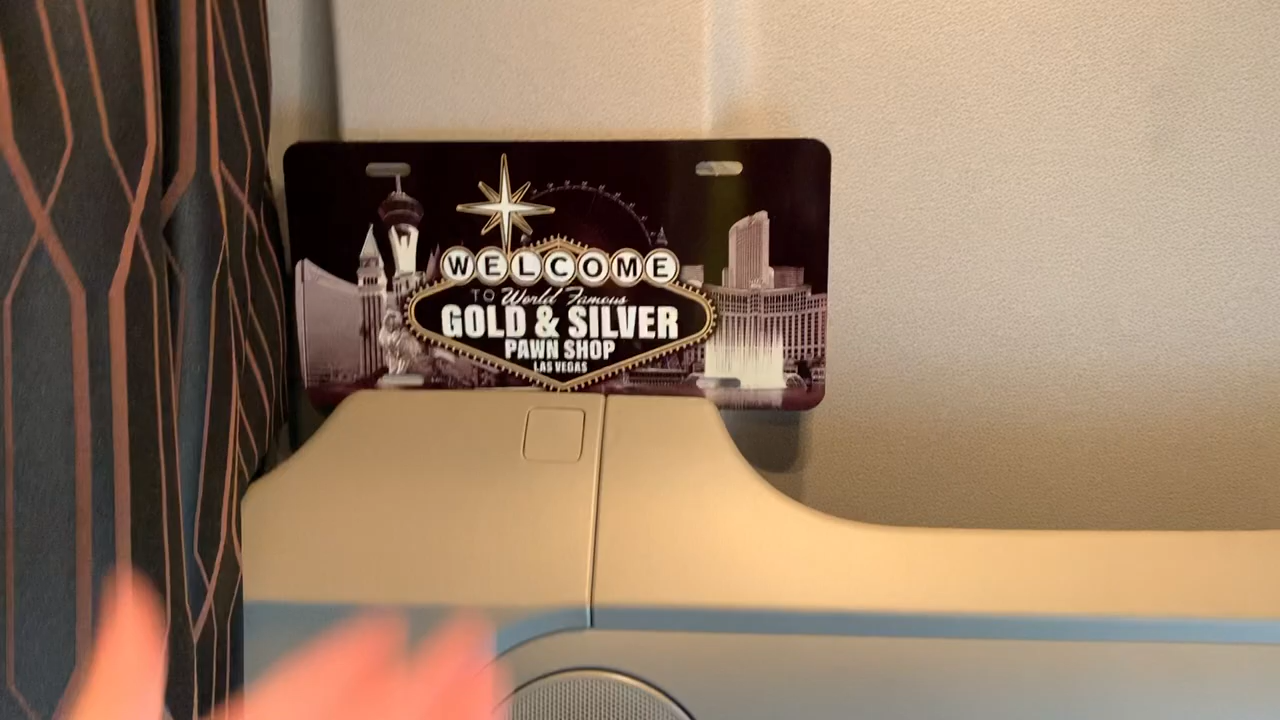 WELCOME
TO World Famous
GOLD & SILVER
PAWN SHOP
LAS VEGAS